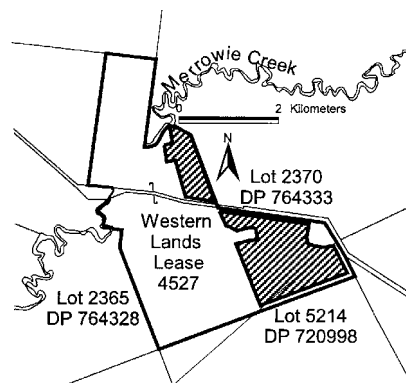 Merrowie Creek
2 Kilometers
N
Lot 2370
DP 764333
Western
Lands
Lease
4527
Lot 2365
DP 764328
Lot 5214
DP 720998